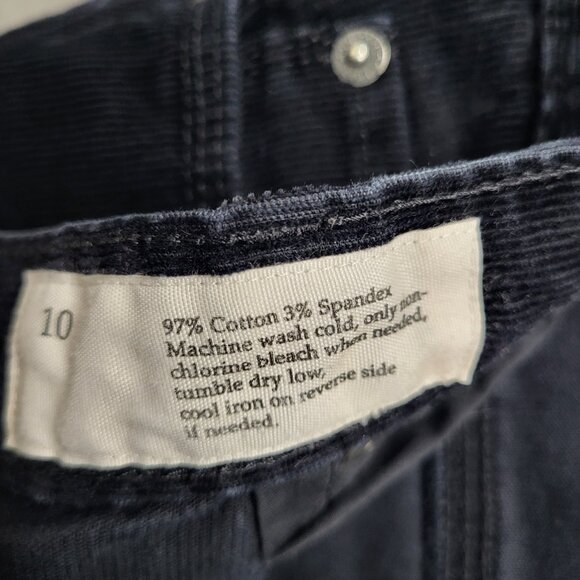 10
97% Cotton 3% Spandex
Machine wash cold, only non-
chlorine bleach when needed,
tumble dry low,
cool iron on reverse side
if needed.